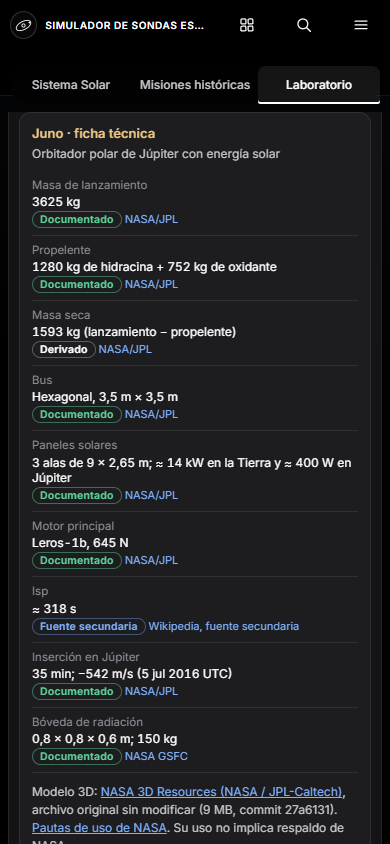 SIMULADOR DE SONDAS ES...
Sistema Solar
Misiones históricas
Laboratorio
Juno · ficha técnica
Orbitador polar de Júpiter con energía solar
Masa de lanzamiento
3625 kg
Documentado NASA/JPL
Propelente
1280 kg de hidracina + 752 kg de oxidante
Documentado NASA/JPL
Masa seca
1593 kg (lanzamiento − propelente)
Derivado NASA/JPL
Bus
Hexagonal, 3,5 m × 3,5 m
Documentado NASA/JPL
Paneles solares
3 alas de 9 × 2,65 m; ≈ 14 kW en la Tierra y ≈ 400 W en
Júpiter
Documentado NASA/JPL
Motor principal
Leros-1b, 645 N
Documentado NASA/JPL
Isp
≈ 318 s
Fuente secundaria Wikipedia, fuente secundaria
Inserción en Júpiter
35 min; −542 m/s (5 jul 2016 UTC)
Documentado NASA/JPL
Bóveda de radiación
0,8 × 0,8 × 0,6 m; 150 kg
Documentado NASA GSFC
Modelo 3D: NASA 3D Resources (NASA / JPL-Caltech),
archivo original sin modificar (9 MB, commit 27a6131).
Pautas de uso de NASA. Su uso no implica respaldo de
NASA.